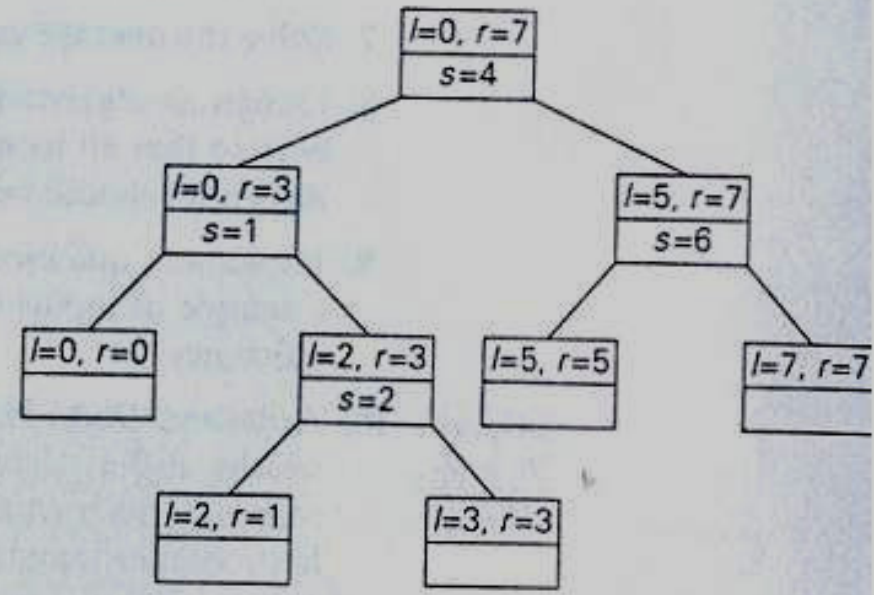 l=0, r=7
s=4
l=0, r=3
s=1
l=5, r=7
s=6
l=0, r=0
l=2, r=3
s=2
l=5, r=5
l=7, r=7
l=2, r=1
l=3, r=3